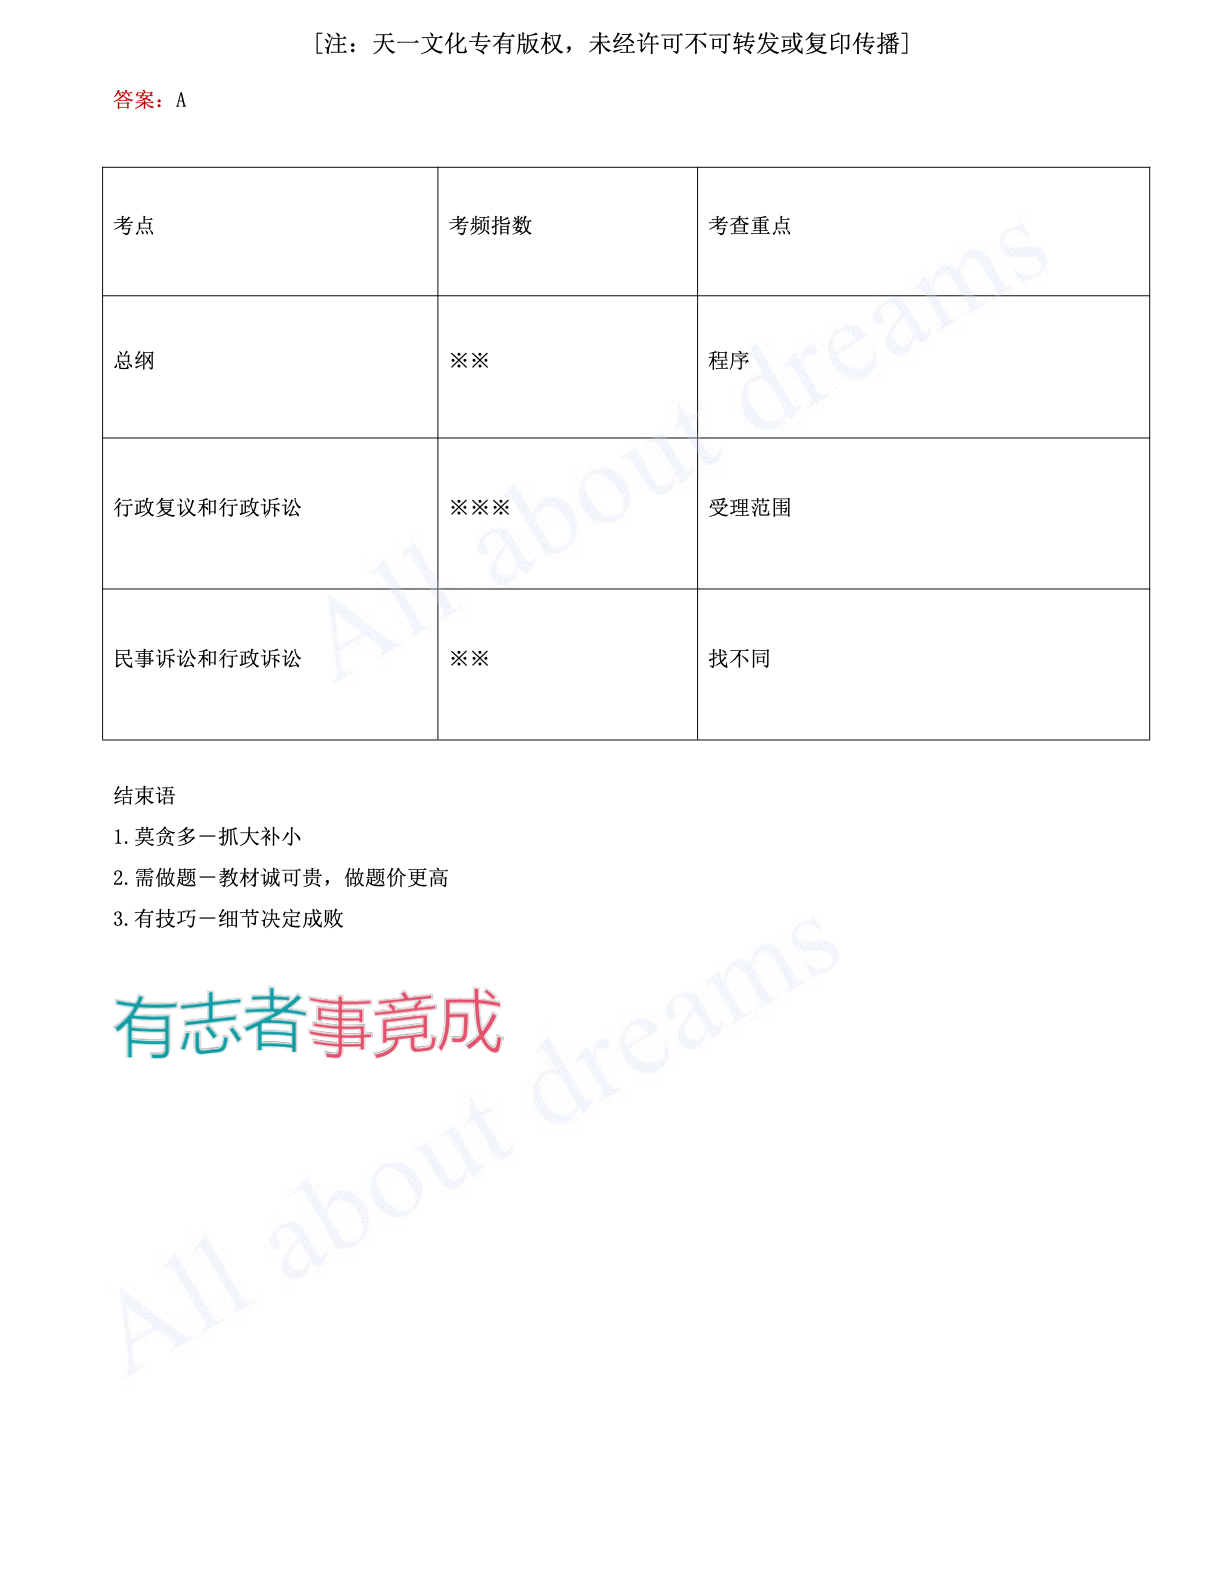 [注：天一文化专有版权，未经许可不可转发或复印传播]
答案：A
考点 考频指数 考查重点
总纲 ※※ 程序
行政复议和行政诉讼 ※※※ 受理范围
民事诉讼和行政诉讼 ※※ 找不同
结束语
1.莫贪多－抓大补小
2.需做题－教材诚可贵，做题价更高
3.有技巧－细节决定成败
有志者事竟成
All about dreams
All about dreams